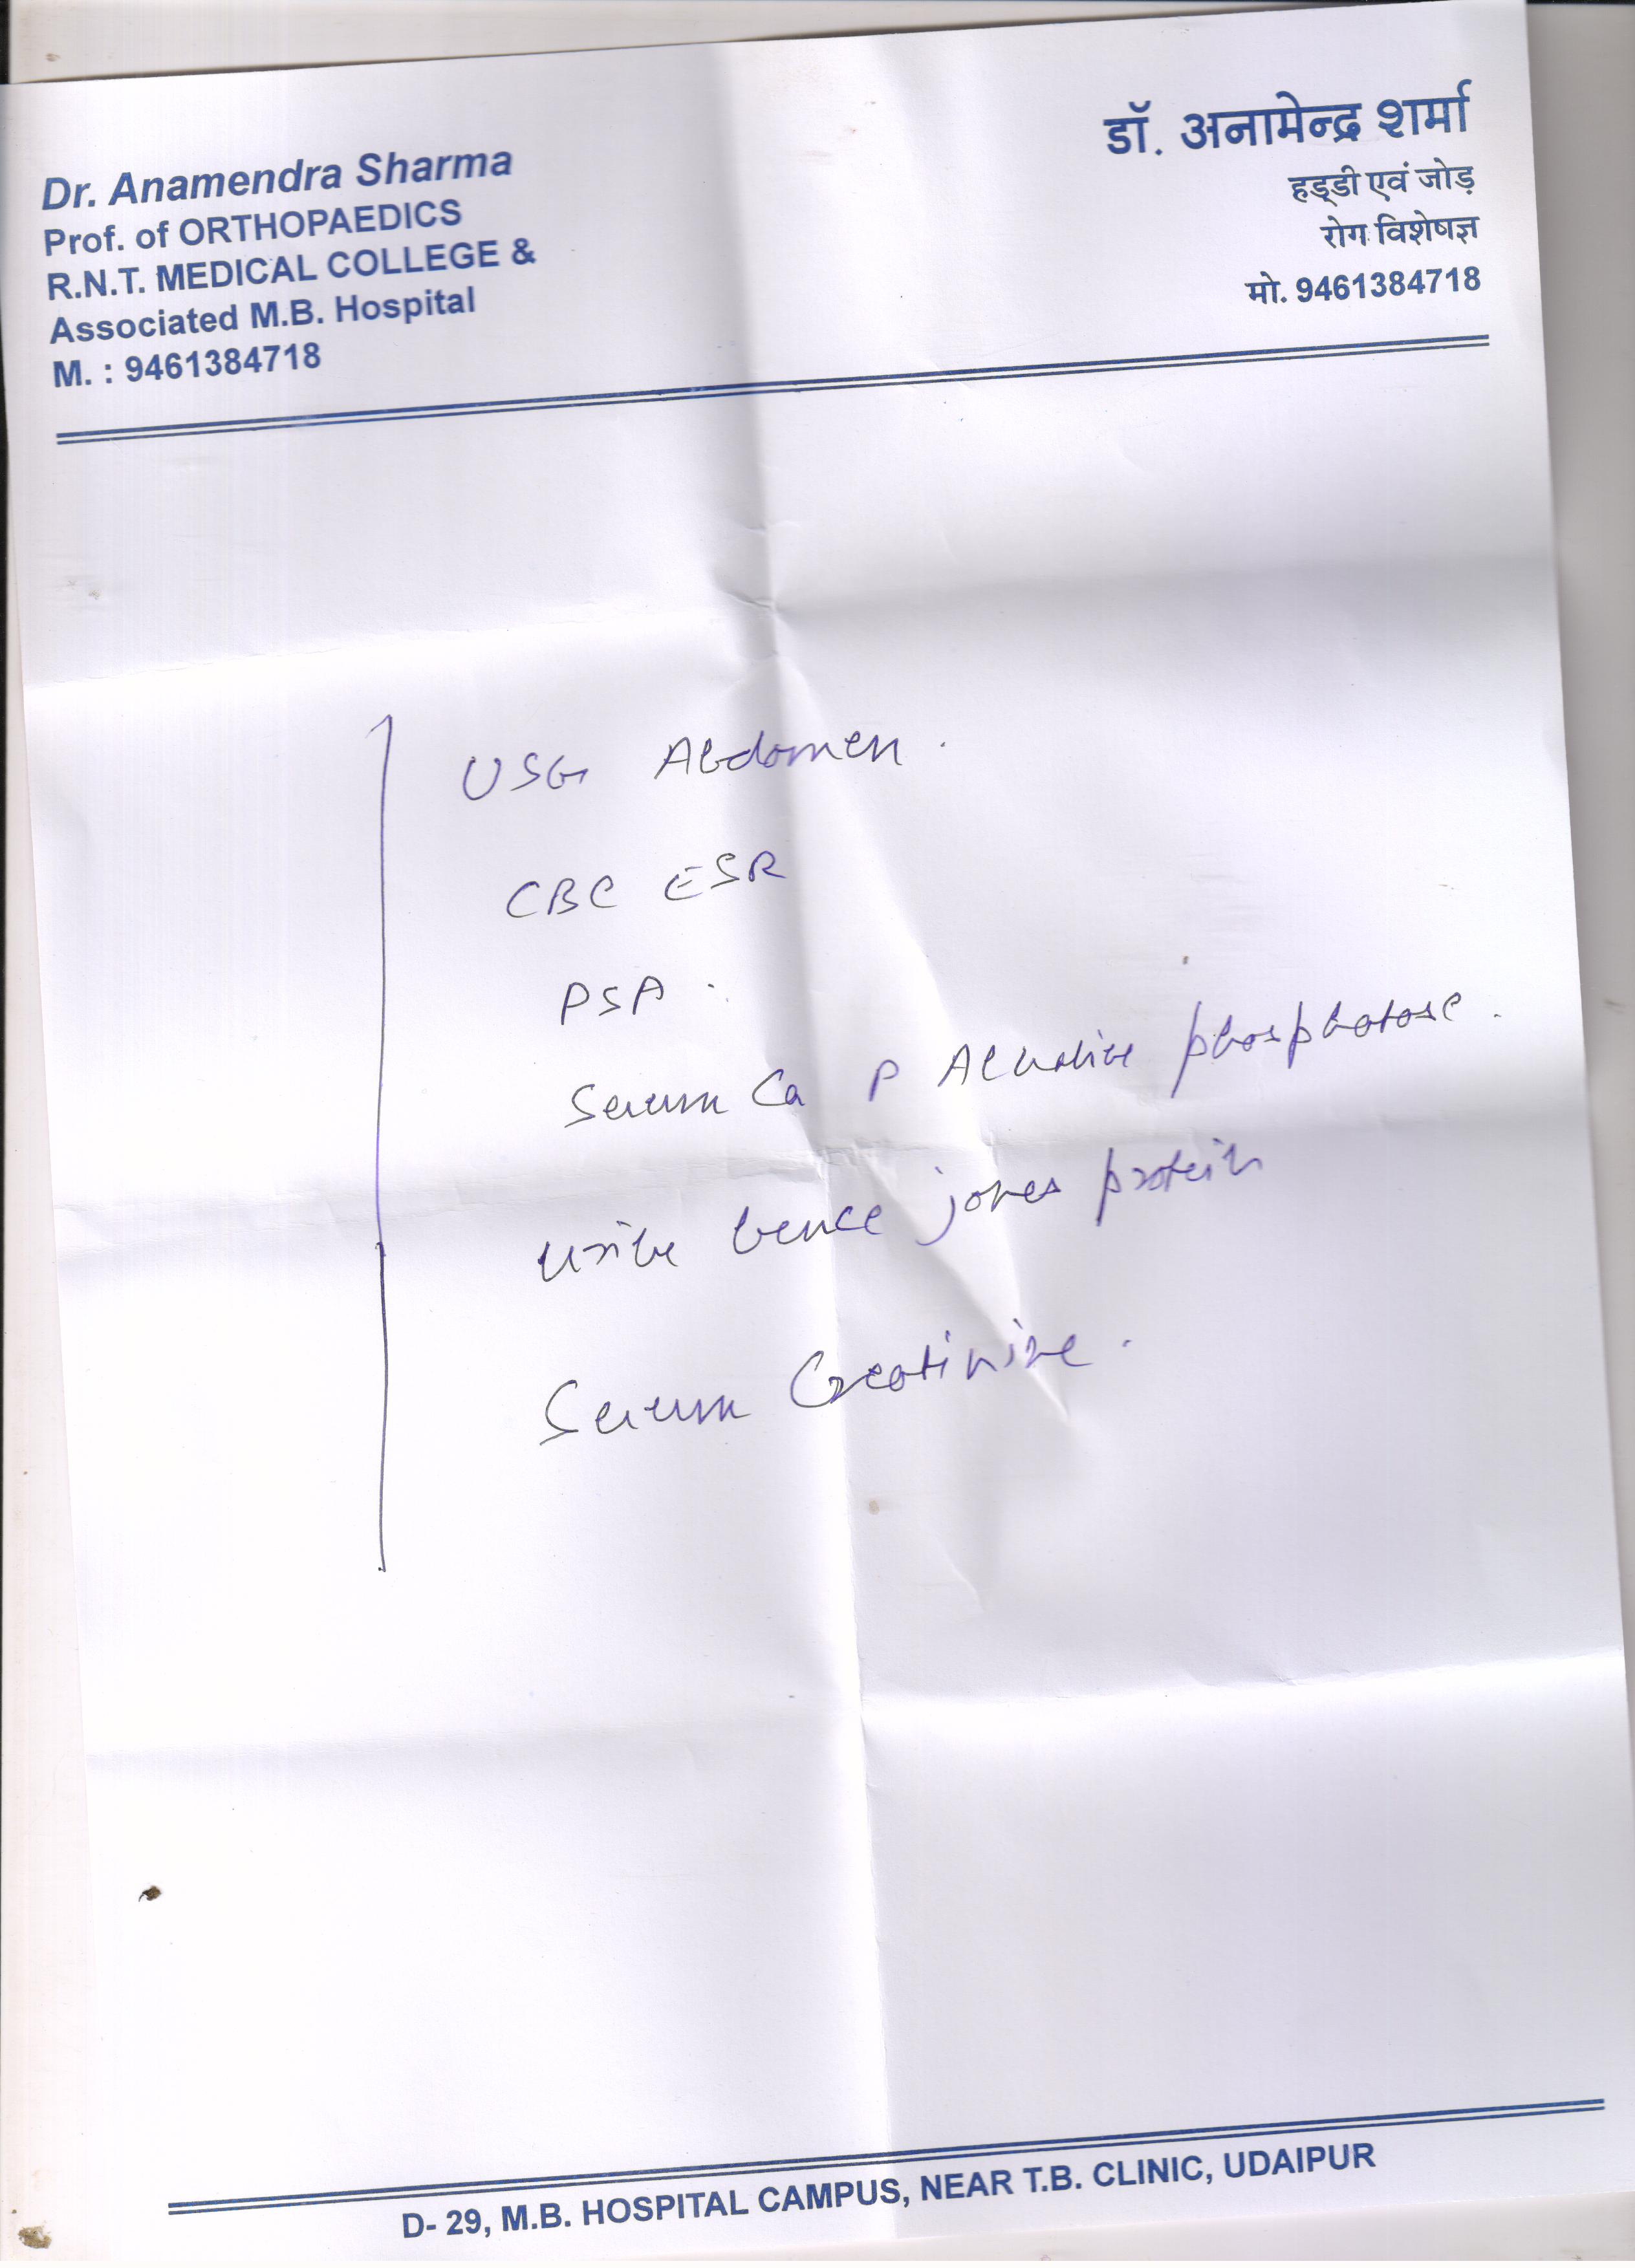 Dr. Anamendra Sharma
Prof. of ORTHOPAEDICS
R.N.T. MEDICAL COLLEGE &
Associated M.B. Hospital
M. : 9461384718
डॉ. अनामेन्द्र शर्मा
हड्डी एवं जोड़
रोग विशेषज्ञ
मो. 9461384718
USG Abdomen.
CBC ESR
PSA.
Serum Ca P Alkaline phosphatase.
urine bence jones protein
Serum Creatinine.
D- 29, M.B. HOSPITAL CAMPUS, NEAR T.B. CLINIC, UDAIPUR